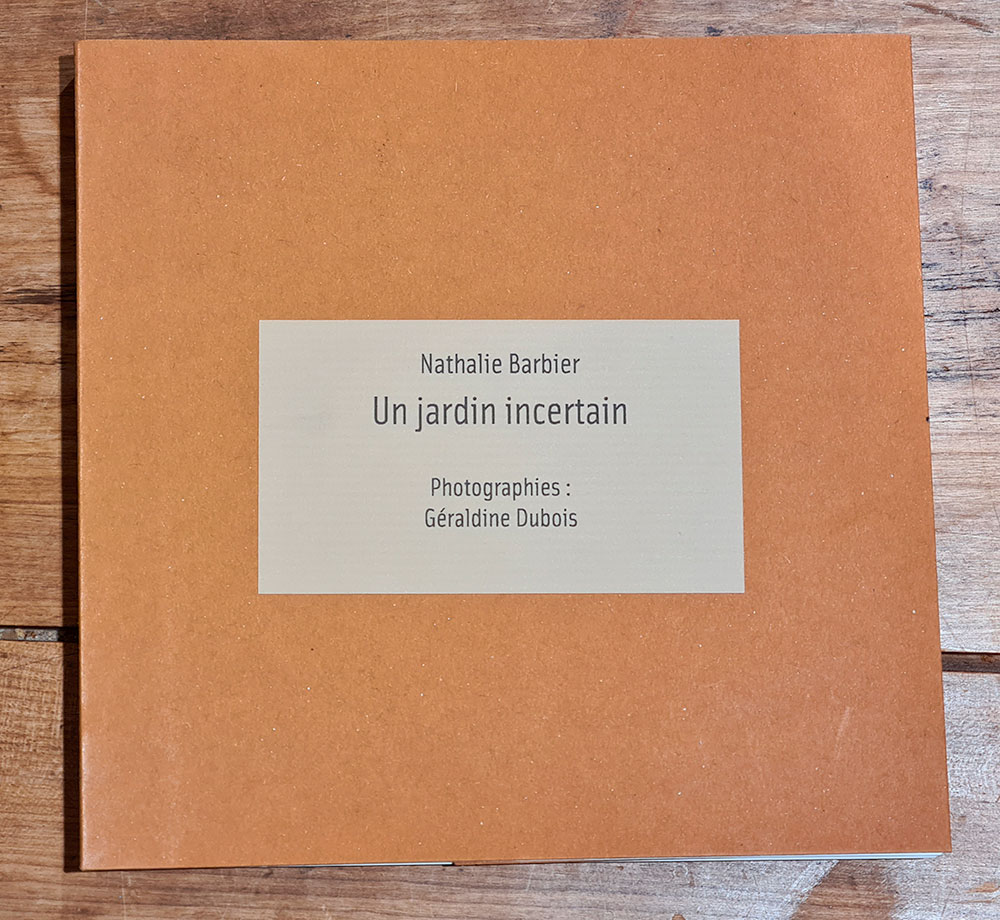 Nathalie Barbier
Un jardin incertain
Photographies :
Géraldine Dubois